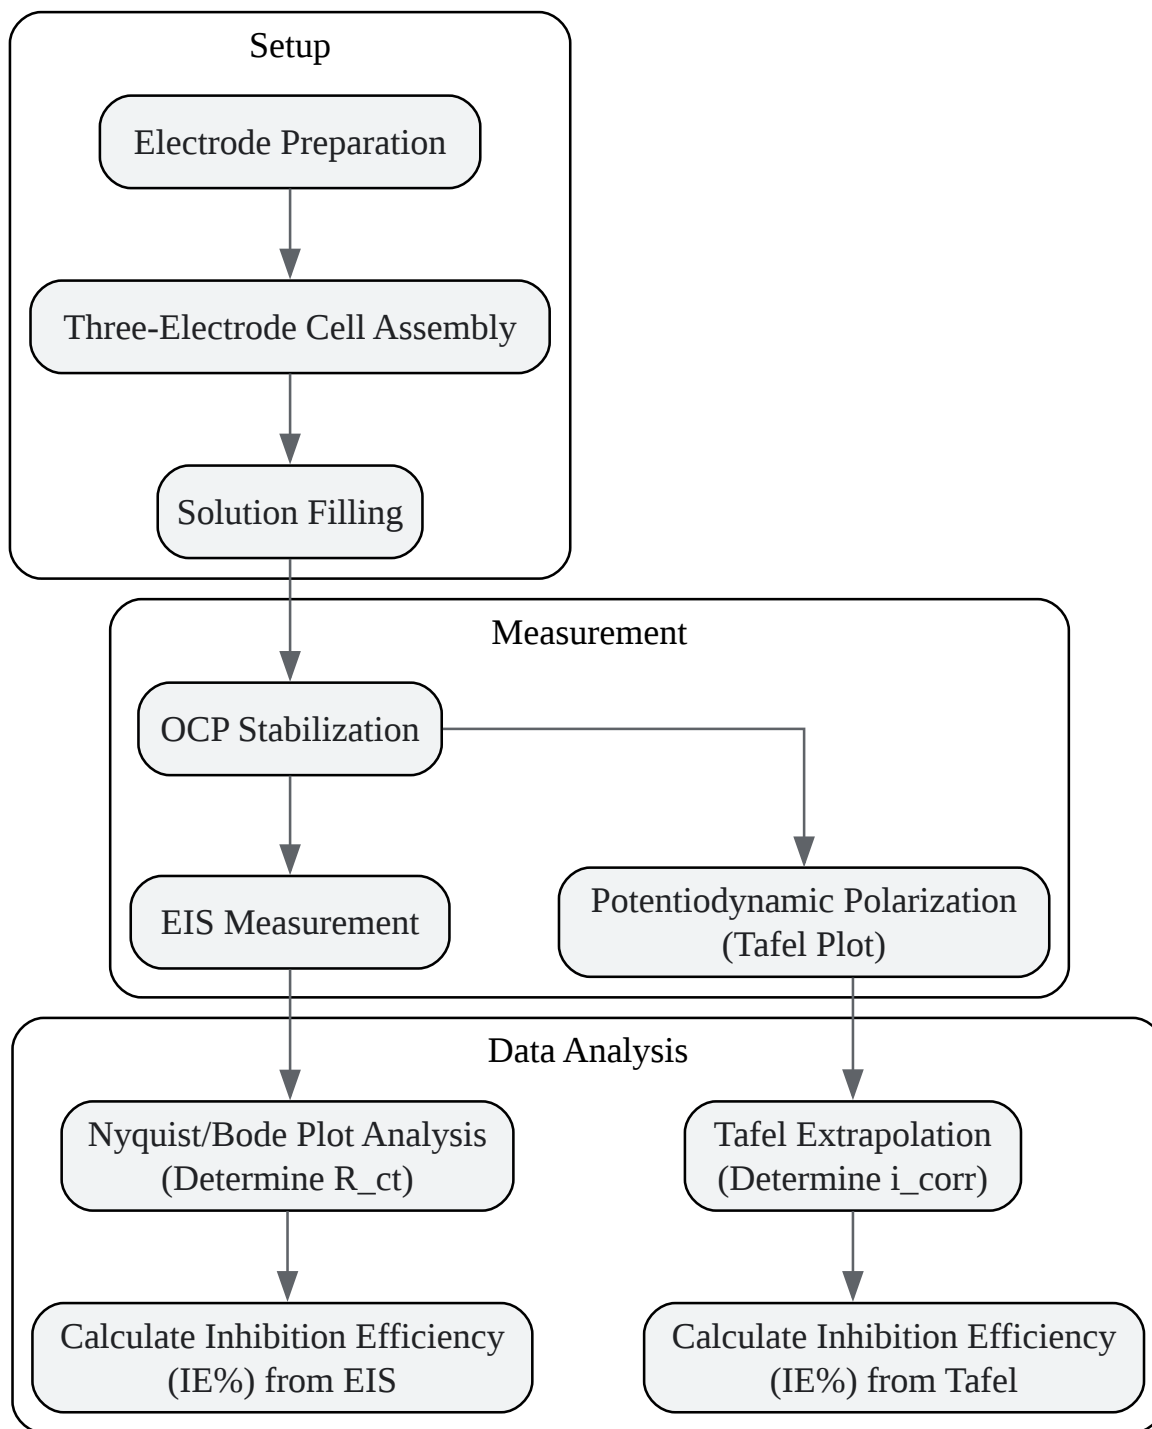 Setup
Electrode Preparation
Three-Electrode Cell Assembly
Solution Filling
Measurement
OCP Stabilization
EIS Measurement
Potentiodynamic Polarization
(Tafel Plot)
Data Analysis
Nyquist/Bode Plot Analysis
(Determine R_ct)
Tafel Extrapolation
(Determine i_corr)
Calculate Inhibition Efficiency
(IE%) from EIS
Calculate Inhibition Efficiency
(IE%) from Tafel